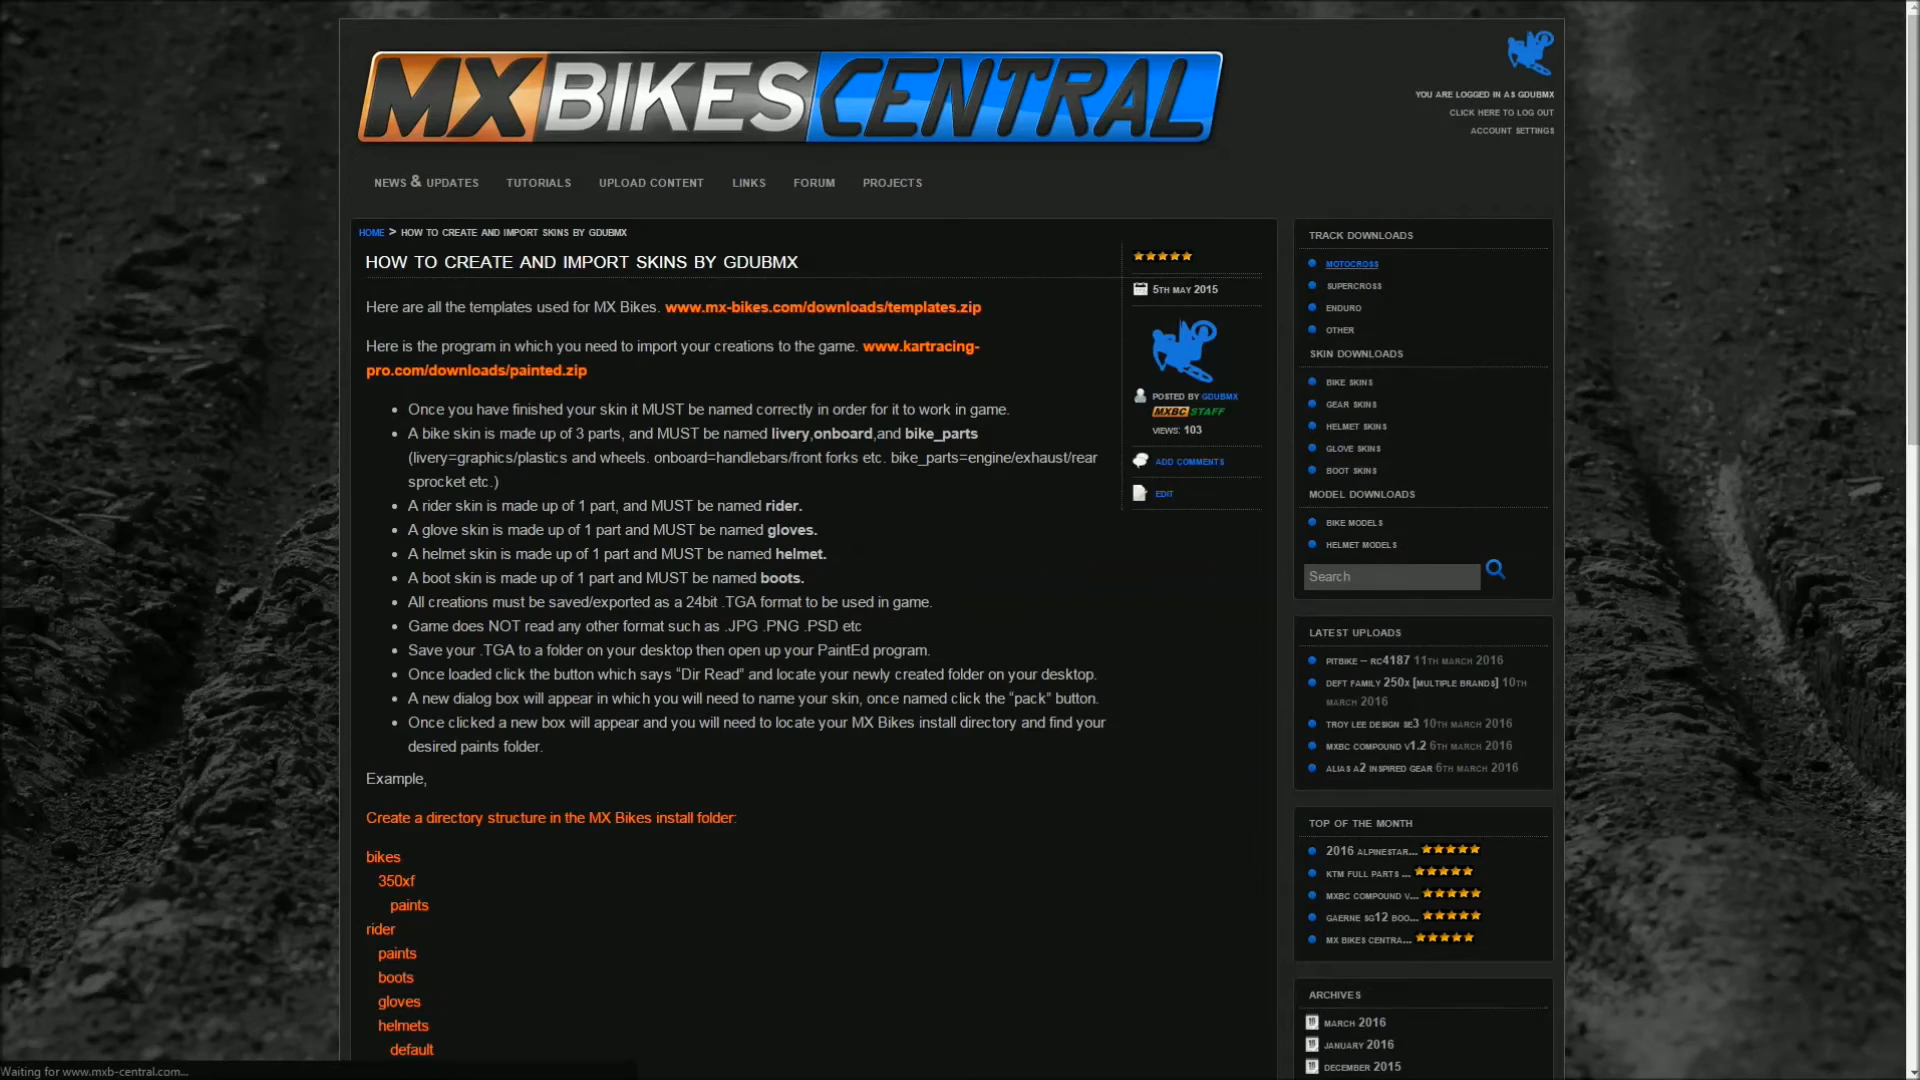 MXBIKESCENTRAL
YOU ARE LOGGED IN AS GDUBMX
CLICK HERE TO LOG OUT
ACCOUNT SETTINGS
NEWS & UPDATES TUTORIALS UPLOAD CONTENT LINKS FORUM PROJECTS
HOME > HOW TO CREATE AND IMPORT SKINS BY GDUBMX
HOW TO CREATE AND IMPORT SKINS BY GDUBMX
Here are all the templates used for MX Bikes. www.mx-bikes.com/downloads/templates.zip
Here is the program in which you need to import your creations to the game. www.kartracing-
pro.com/downloads/painted.zip
• Once you have finished your skin it MUST be named correctly in order for it to work in game.
• A bike skin is made up of 3 parts, and MUST be named livery,onboard,and bike_parts
(livery=graphics/plastics and wheels. onboard=handlebars/front forks etc. bike_parts=engine/exhaust/rear
sprocket etc.)
• A rider skin is made up of 1 part, and MUST be named rider.
• A glove skin is made up of 1 part and MUST be named gloves.
• A helmet skin is made up of 1 part and MUST be named helmet.
• A boot skin is made up of 1 part and MUST be named boots.
• All creations must be saved/exported as a 24bit .TGA format to be used in game.
• Game does NOT read any other format such as .JPG .PNG .PSD etc
• Save your .TGA to a folder on your desktop then open up your PaintEd program.
• Once loaded click the button which says “Dir Read” and locate your newly created folder on your desktop.
• A new dialog box will appear in which you will need to name your skin, once named click the “pack” button.
• Once clicked a new box will appear and you will need to locate your MX Bikes install directory and find your
desired paints folder.
Example,
Create a directory structure in the MX Bikes install folder:
bikes
350xf
paints
rider
paints
boots
gloves
helmets
default
5TH MAY 2015
POSTED BY GDUBMX
MXBC STAFF
VIEWS: 103
ADD COMMENTS
EDIT
TRACK DOWNLOADS
MOTOCROSS
SUPERCROSS
ENDURO
OTHER
SKIN DOWNLOADS
BIKE SKINS
GEAR SKINS
HELMET SKINS
GLOVE SKINS
BOOT SKINS
MODEL DOWNLOADS
BIKE MODELS
HELMET MODELS
Search
LATEST UPLOADS
PITBIKE – RC4187 11TH MARCH 2016
DEFT FAMILY 250X [MULTIPLE BRANDS] 10TH
MARCH 2016
TROY LEE DESIGN SE3 10TH MARCH 2016
MXBC COMPOUND V1.2 6TH MARCH 2016
ALIAS A2 INSPIRED GEAR 6TH MARCH 2016
TOP OF THE MONTH
2016 ALPINESTAR...
KTM FULL PARTS ...
MXBC COMPOUND V...
GAERNE SG12 BOO...
MX BIKES CENTRA...
ARCHIVES
MARCH 2016
JANUARY 2016
DECEMBER 2015
Waiting for www.mxb-central.com...